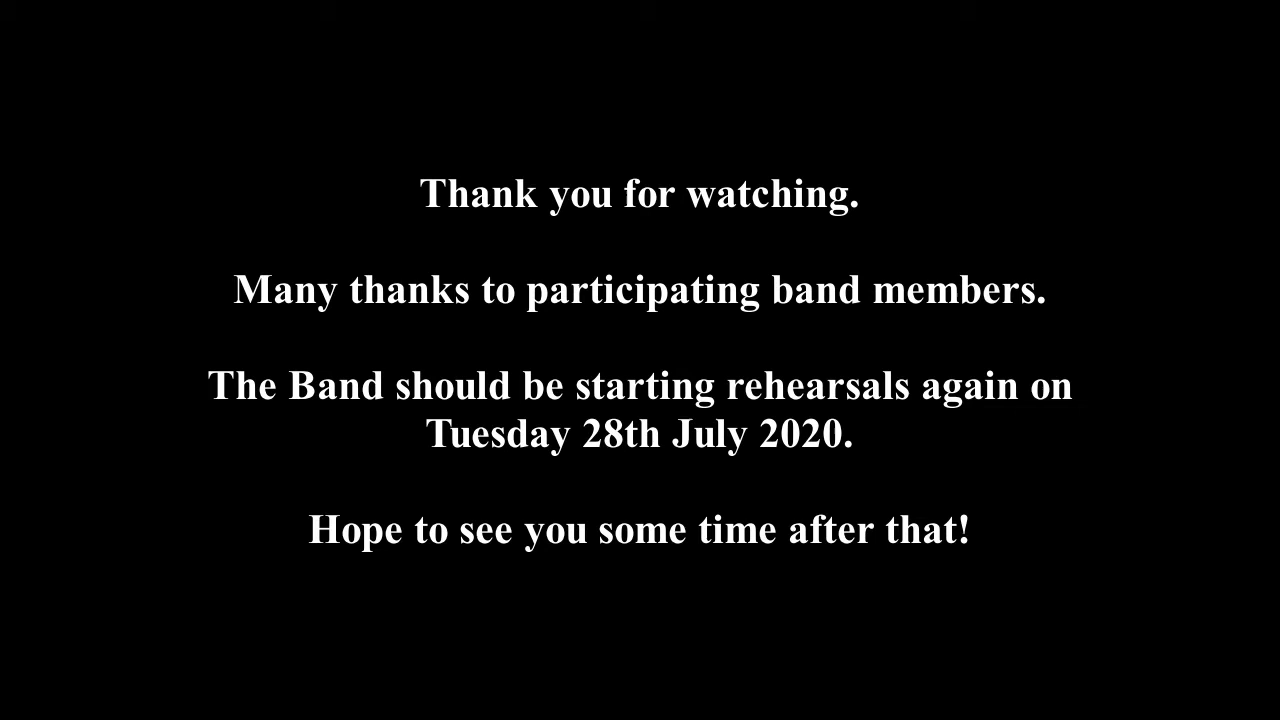 Thank you for watching.
Many thanks to participating band members.
The Band should be starting rehearsals again on
Tuesday 28th July 2020.
Hope to see you some time after that!